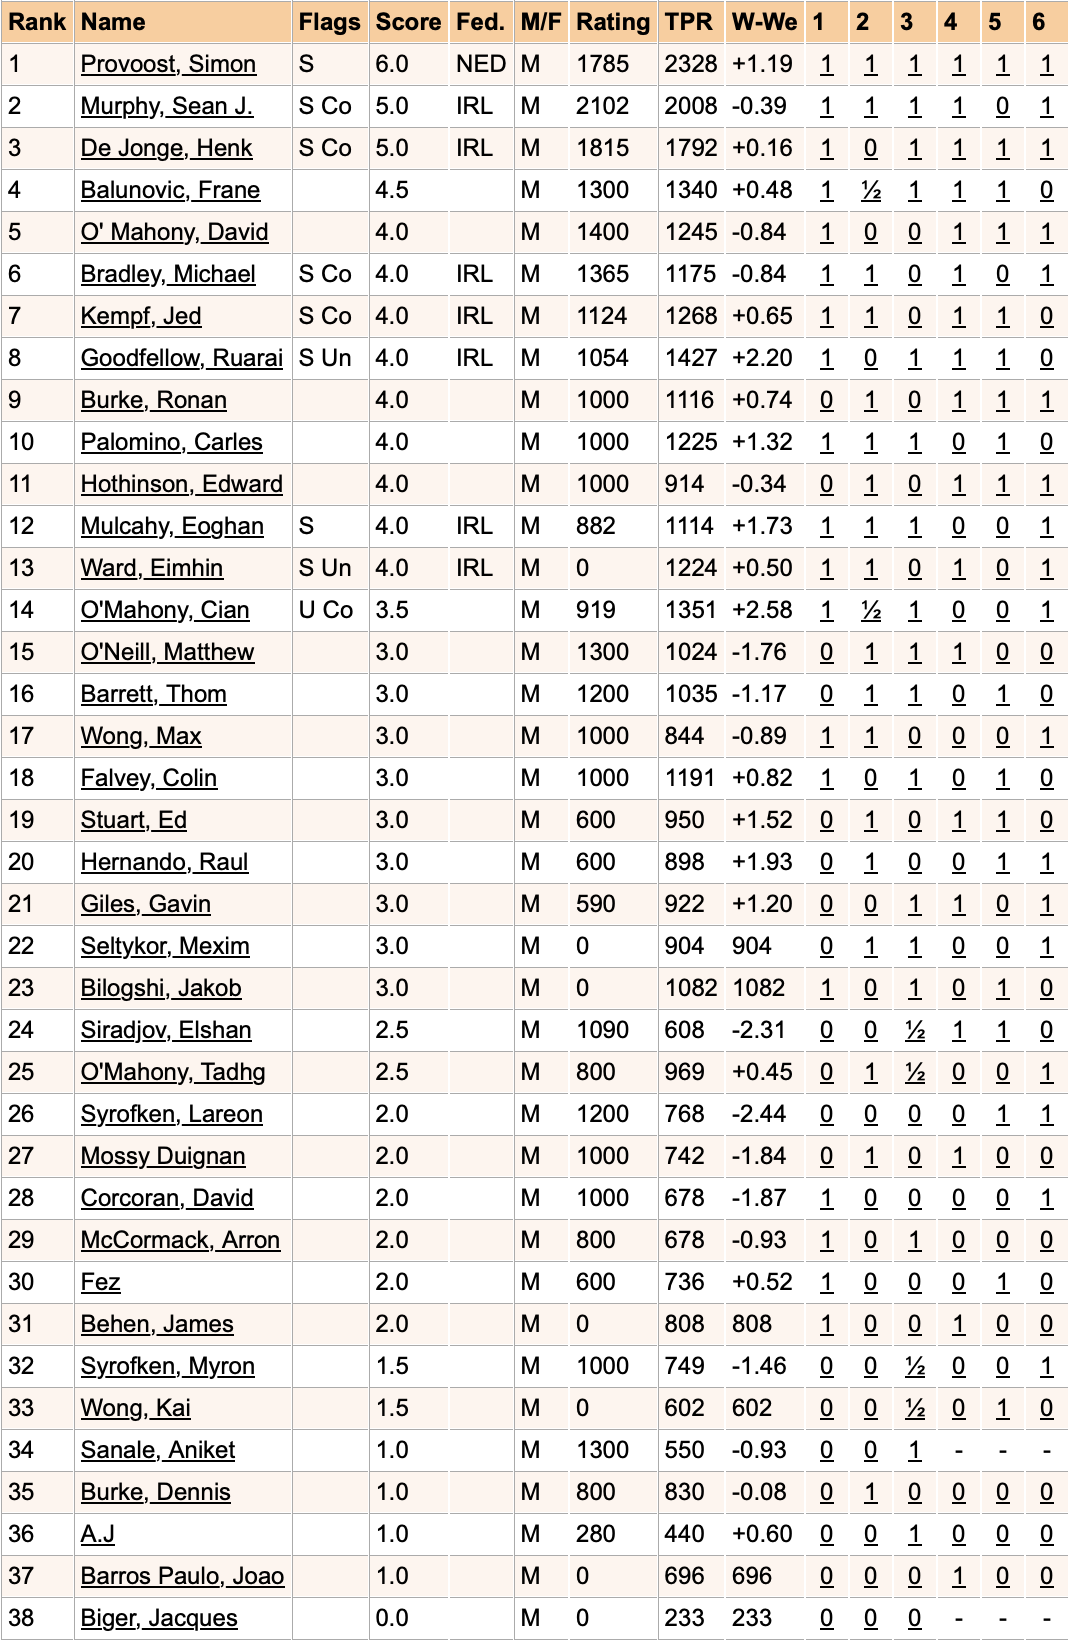 Rank Name Flags Score Fed. M/F Rating TPR W-We 1 2 3 4 5 6
1 Provoost, Simon S 6.0 NED M 1785 2328 +1.19 1 1 1 1 1 1
2 Murphy, Sean J. S Co 5.0 IRL M 2102 2008 -0.39 1 1 1 1 0 1
3 De Jonge, Henk S Co 5.0 IRL M 1815 1792 +0.16 1 0 1 1 1 1
4 Balunovic, Frane 4.5 M 1300 1340 +0.48 1 ½ 1 1 1 0
5 O' Mahony, David 4.0 M 1400 1245 -0.84 1 0 0 1 1 1
6 Bradley, Michael S Co 4.0 IRL M 1365 1175 -0.84 1 1 0 1 0 1
7 Kempf, Jed S Co 4.0 IRL M 1124 1268 +0.65 1 1 0 1 1 0
8 Goodfellow, Ruarai S Un 4.0 IRL M 1054 1427 +2.20 1 0 1 1 1 0
9 Burke, Ronan 4.0 M 1000 1116 +0.74 0 1 0 1 1 1
10 Palomino, Carles 4.0 M 1000 1225 +1.32 1 1 1 0 1 0
11 Hothinson, Edward 4.0 M 1000 914 -0.34 0 1 0 1 1 1
12 Mulcahy, Eoghan S 4.0 IRL M 882 1114 +1.73 1 1 1 0 0 1
13 Ward, Eimhin S Un 4.0 IRL M 0 1224 +0.50 1 1 0 1 0 1
14 O'Mahony, Cian U Co 3.5 M 919 1351 +2.58 1 ½ 1 0 0 1
15 O'Neill, Matthew 3.0 M 1300 1024 -1.76 0 1 1 1 0 0
16 Barrett, Thom 3.0 M 1200 1035 -1.17 0 1 1 0 1 0
17 Wong, Max 3.0 M 1000 844 -0.89 1 1 0 0 0 1
18 Falvey, Colin 3.0 M 1000 1191 +0.82 1 0 1 0 1 0
19 Stuart, Ed 3.0 M 600 950 +1.52 0 1 0 1 1 0
20 Hernando, Raul 3.0 M 600 898 +1.93 0 1 0 0 1 1
21 Giles, Gavin 3.0 M 590 922 +1.20 0 0 1 1 0 1
22 Seltykor, Mexim 3.0 M 0 904 904 0 1 1 0 0 1
23 Bilogshi, Jakob 3.0 M 0 1082 1082 1 0 1 0 1 0
24 Siradjov, Elshan 2.5 M 1090 608 -2.31 0 0 ½ 1 1 0
25 O'Mahony, Tadhg 2.5 M 800 969 +0.45 0 1 ½ 0 0 1
26 Syrofken, Lareon 2.0 M 1200 768 -2.44 0 0 0 0 1 1
27 Mossy Duignan 2.0 M 1000 742 -1.84 0 1 0 1 0 0
28 Corcoran, David 2.0 M 1000 678 -1.87 1 0 0 0 0 1
29 McCormack, Arron 2.0 M 800 678 -0.93 1 0 1 0 0 0
30 Fez 2.0 M 600 736 +0.52 1 0 0 0 1 0
31 Behen, James 2.0 M 0 808 808 1 0 0 1 0 0
32 Syrofken, Myron 1.5 M 1000 749 -1.46 0 0 ½ 0 0 1
33 Wong, Kai 1.5 M 0 602 602 0 0 ½ 0 1 0
34 Sanale, Aniket 1.0 M 1300 550 -0.93 0 0 1 - - -
35 Burke, Dennis 1.0 M 800 830 -0.08 0 1 0 0 0 0
36 A.J 1.0 M 280 440 +0.60 0 0 1 0 0 0
37 Barros Paulo, Joao 1.0 M 0 696 696 0 0 0 1 0 0
38 Biger, Jacques 0.0 M 0 233 233 0 0 0 - - -